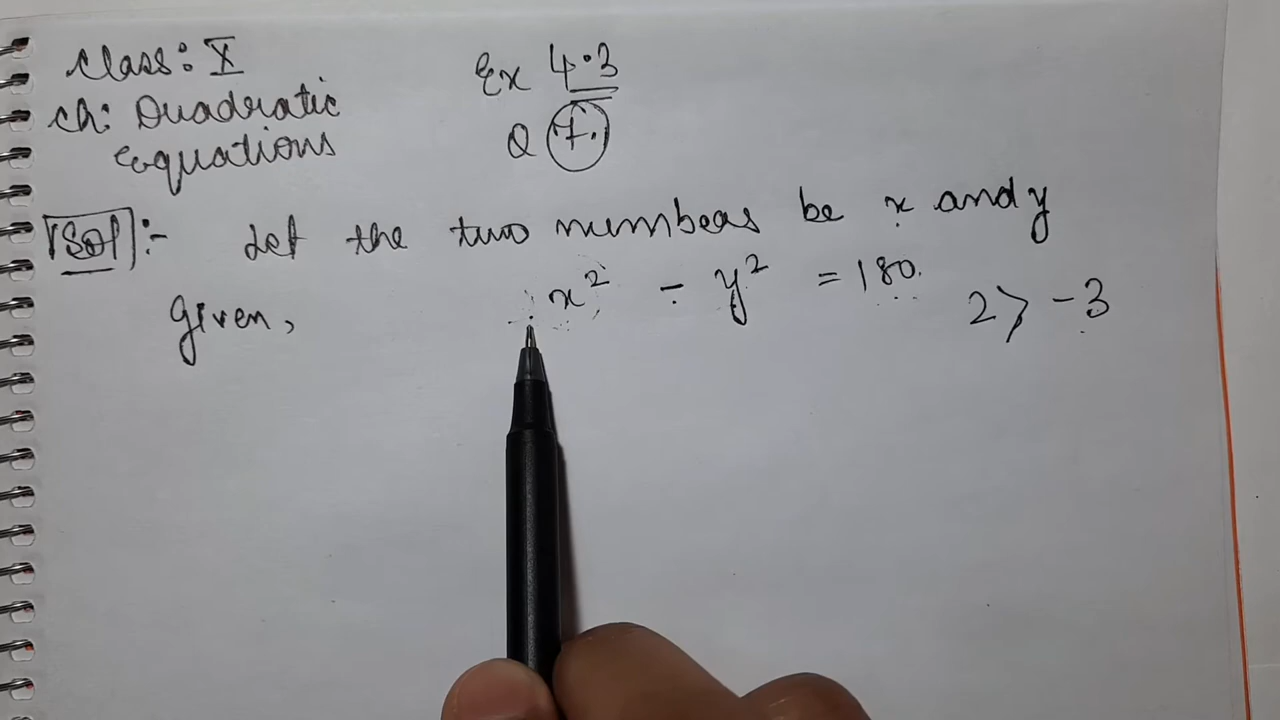 Class: X
Ch: Quadratic Equations
Ex 4.3
Q 7.
Sol:- Let the two numbers be x and y
Given, x² - y² = 180.
2 > -3